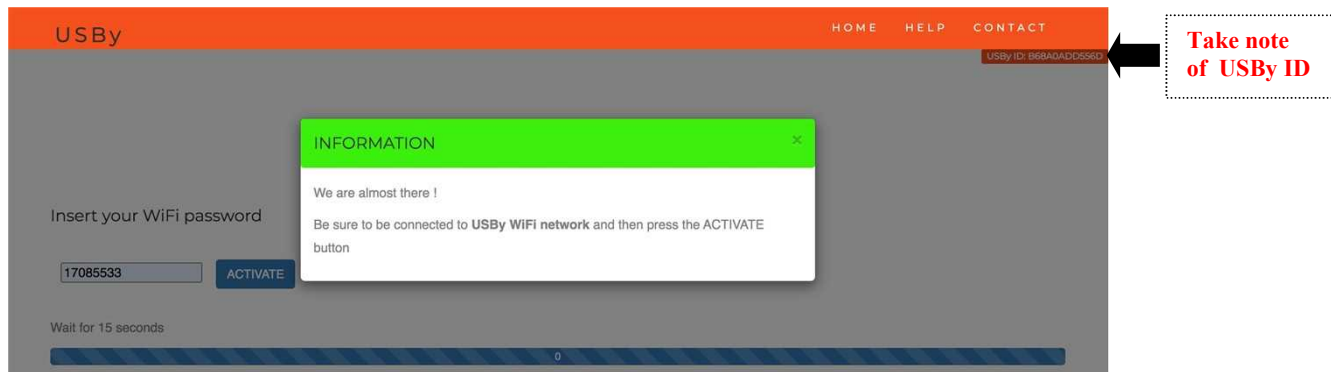 USBy
HOME HELP CONTACT
USBy ID: B68A0ADD556D
Take note
of USBy ID
INFORMATION
×
We are almost there !
Be sure to be connected to USBy WiFi network and then press the ACTIVATE
button
Insert your WiFi password
17085533
ACTIVATE
Wait for 15 seconds
0